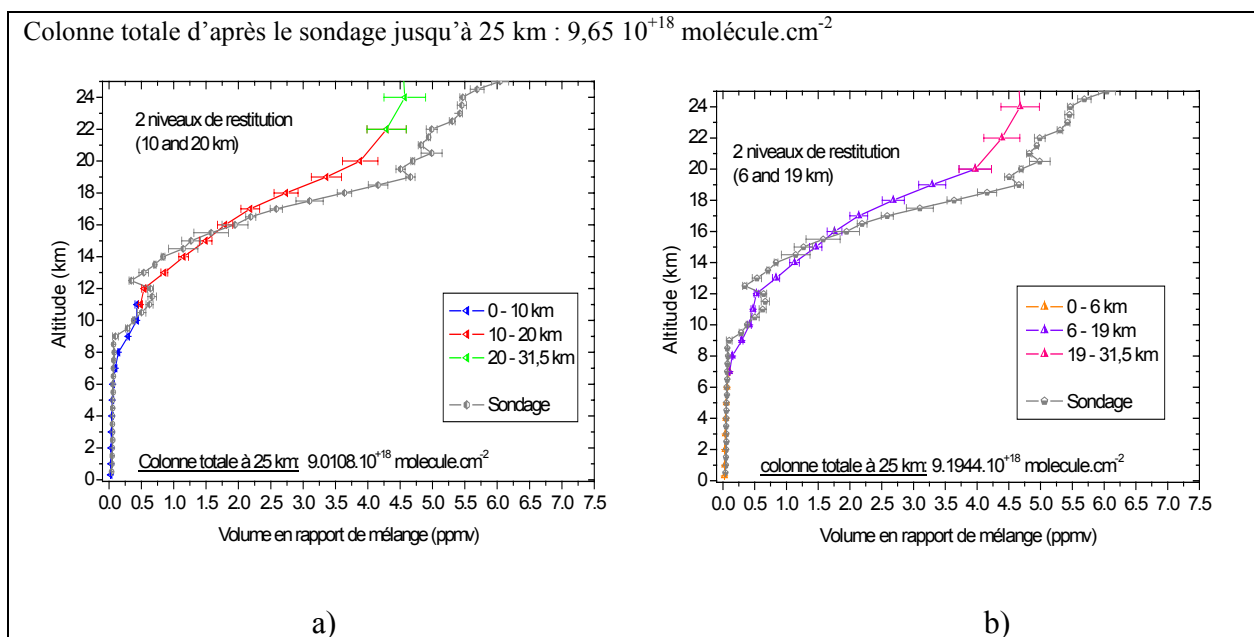 Colonne totale d'après le sondage jusqu'à 25 km : 9,65 10+18 molécule.cm-2
2 niveaux de restitution
(10 and 20 km)
Altitude (km)
24
22
20
18
16
14
12
10
8
6
4
2
0
0 - 10 km
10 - 20 km
20 - 31,5 km
Sondage
Colonne totale à 25 km: 9.0108.10+18 molecule.cm-2
0.0 0.5 1.0 1.5 2.0 2.5 3.0 3.5 4.0 4.5 5.0 5.5 6.0 6.5 7.0 7.5
Volume en rapport de mélange (ppmv)
a)
2 niveaux de restitution
(6 and 19 km)
Altitude (km)
24
22
20
18
16
14
12
10
8
6
4
2
0
0 - 6 km
6 - 19 km
19 - 31,5 km
Sondage
colonne totale à 25 km: 9.1944.10+18 molecule.cm-2
0.0 0.5 1.0 1.5 2.0 2.5 3.0 3.5 4.0 4.5 5.0 5.5 6.0 6.5 7.0 7.5
Volume en rapport de mélange (ppmv)
b)